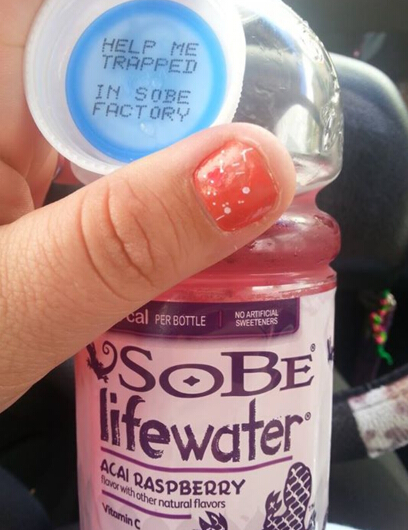 HELP ME
TRAPPED
IN SOBE
FACTORY
cal PER BOTTLE
NO ARTIFICIAL
SWEETENERS
SoBe®
lifewater®
ACAI RASPBERRY
flavor with other natural flavors
Vitamin C